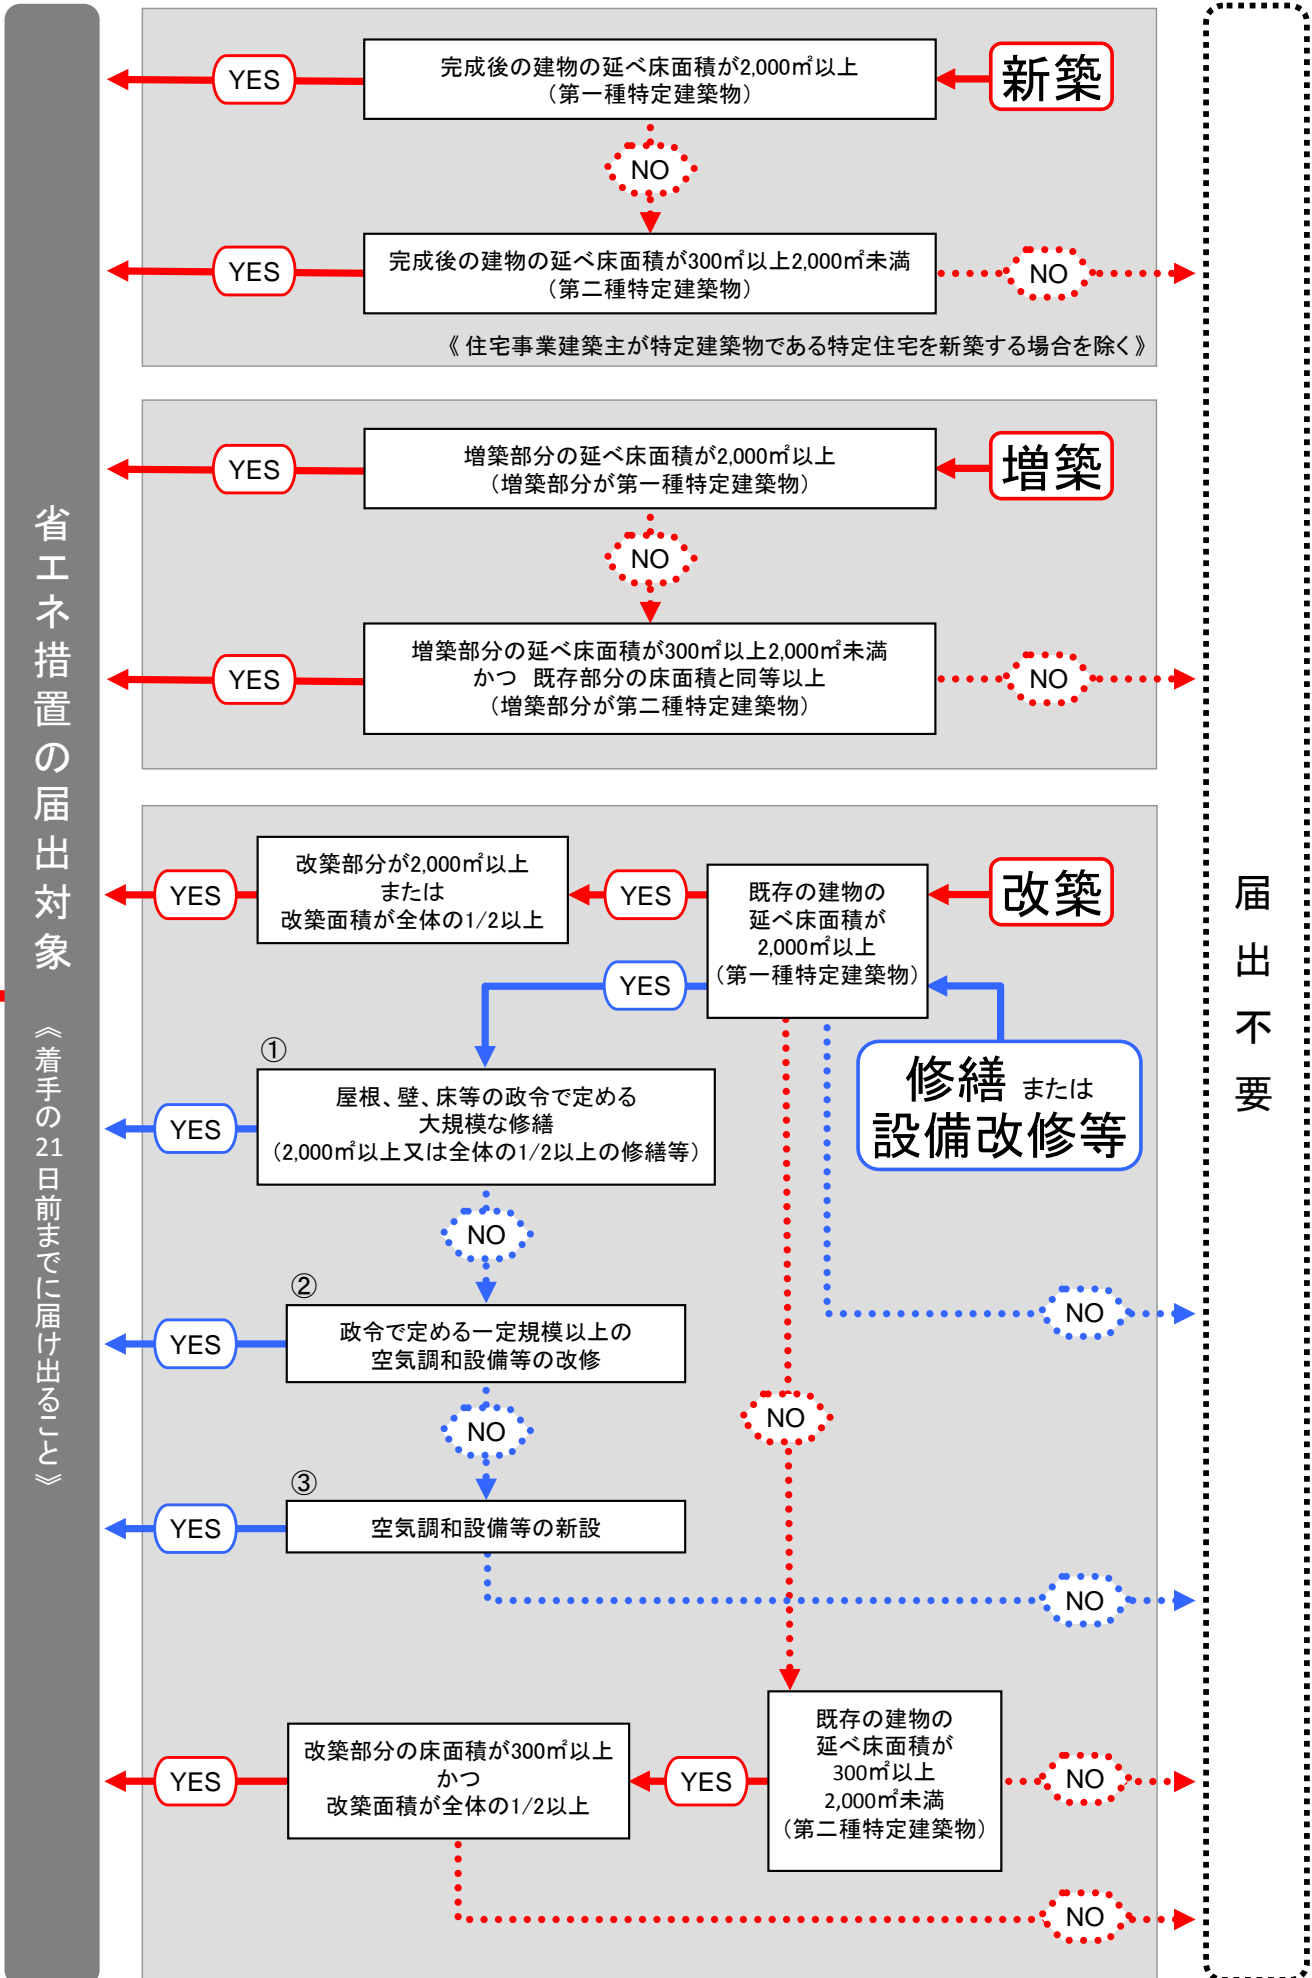 省エネ措置の届出対象
《着手の21日前までに届け出ること》
新築
完成後の建物の延べ床面積が2,000㎡以上
（第一種特定建築物）
YES
NO
完成後の建物の延べ床面積が300㎡以上2,000㎡未満
（第二種特定建築物）
YES
NO
《 住宅事業建築主が特定建築物である特定住宅を新築する場合を除く 》
増築
増築部分の延べ床面積が2,000㎡以上
（増築部分が第一種特定建築物）
YES
NO
増築部分の延べ床面積が300㎡以上2,000㎡未満
かつ 既存部分の床面積と同等以上
（増築部分が第二種特定建築物）
YES
NO
改築
既存の建物の
延べ床面積が
2,000㎡以上
（第一種特定建築物）
YES
改築部分が2,000㎡以上
または
改築面積が全体の1/2以上
YES
修繕 または
設備改修等
YES
①
屋根、壁、床等の政令で定める
大規模な修繕
（2,000㎡以上又は全体の1/2以上の修繕等）
YES
NO
NO
②
政令で定める一定規模以上の
空気調和設備等の改修
YES
NO
NO
③
空気調和設備等の新設
YES
NO
既存の建物の
延べ床面積が
300㎡以上
2,000㎡未満
（第二種特定建築物）
YES
NO
改築部分の床面積が300㎡以上
かつ
改築面積が全体の1/2以上
YES
NO
届出不要